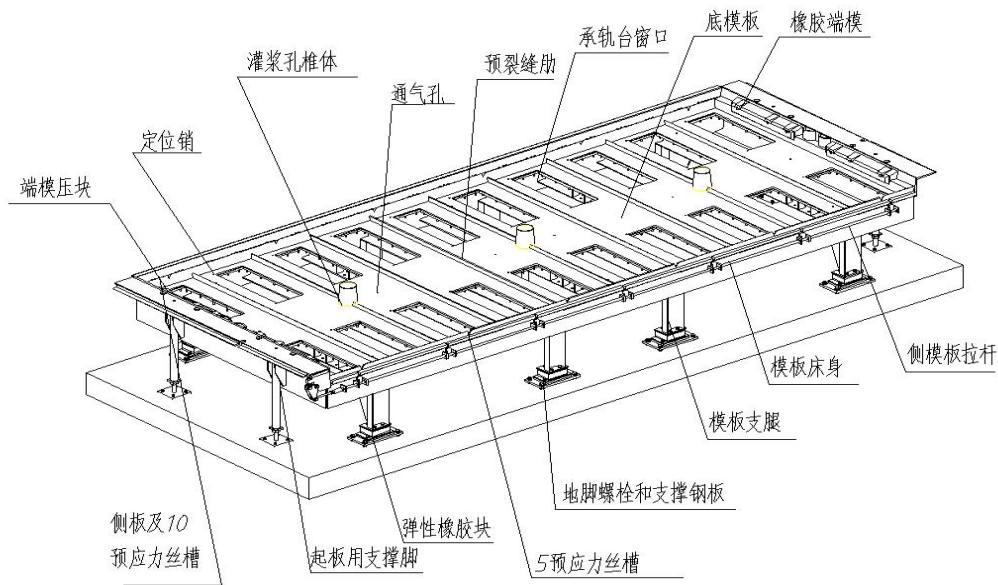 承轨台窗口
底模板
橡胶端模
灌浆孔椎体
预裂缝肋
通气孔
定位销
端模压块
侧模板拉杆
模板床身
模板支腿
地脚螺栓和支撑钢板
侧板及10
预应力丝槽
起板用支撑脚
弹性橡胶块
5预应力丝槽